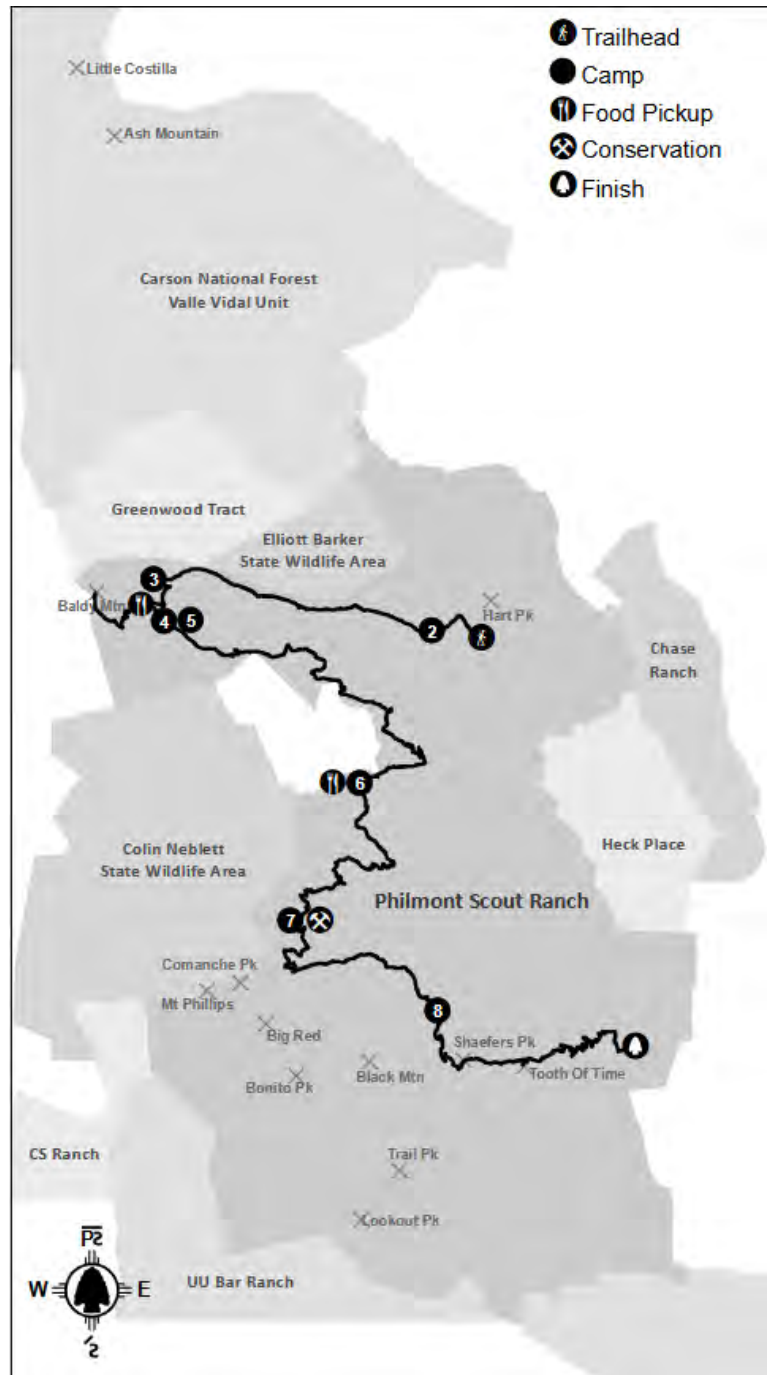 Trailhead
Camp
Food Pickup
Conservation
Finish
Little Costilla
Ash Mountain
Carson National Forest
Valle Vidal Unit
Greenwood Tract
Elliott Barker
State Wildlife Area
3
Baldy Mtn
4
5
2
Hart Pk
Chase
Ranch
6
Heck Place
Colin Neblett
State Wildlife Area
Philmont Scout Ranch
7
Comanche Pk
Mt Phillips
8
Big Red
Shaefers Pk
Black Mtn
Tooth Of Time
Bonito Pk
CS Ranch
Trail Pk
Lookout Pk
UU Bar Ranch
W
E